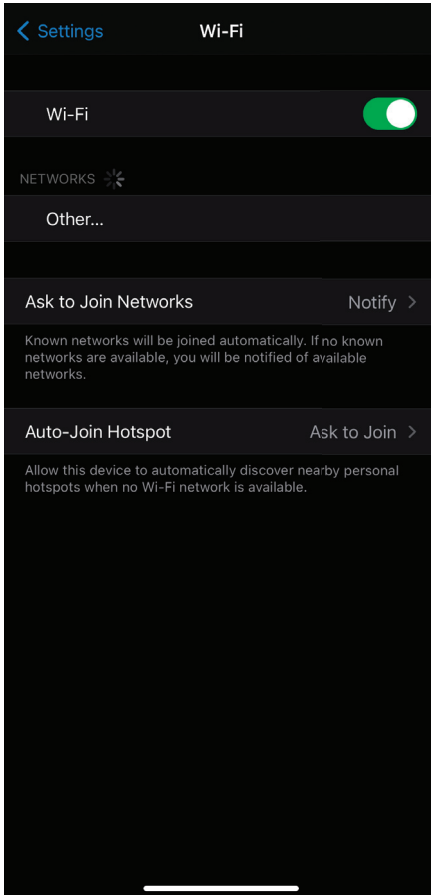 Settings
Wi-Fi
Wi-Fi
NETWORKS
Other...
Ask to Join Networks Notify
Known networks will be joined automatically. If no known
networks are available, you will be notified of available
networks.
Auto-Join Hotspot Ask to Join
Allow this device to automatically discover nearby personal
hotspots when no Wi-Fi network is available.